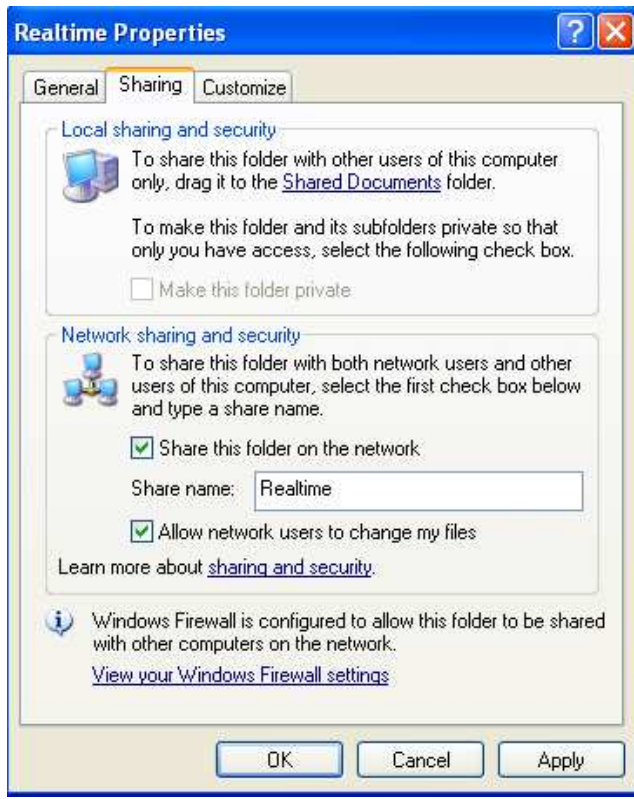 Realtime Properties
General Sharing Customize
Local sharing and security
To share this folder with other users of this computer
only, drag it to the Shared Documents folder.
To make this folder and its subfolders private so that
only you have access, select the following check box.
Make this folder private
Network sharing and security
To share this folder with both network users and other
users of this computer, select the first check box below
and type a share name.
Share this folder on the network
Share name: Realtime
Allow network users to change my files
Learn more about sharing and security.
Windows Firewall is configured to allow this folder to be shared
with other computers on the network.
View your Windows Firewall settings
OK Cancel Apply